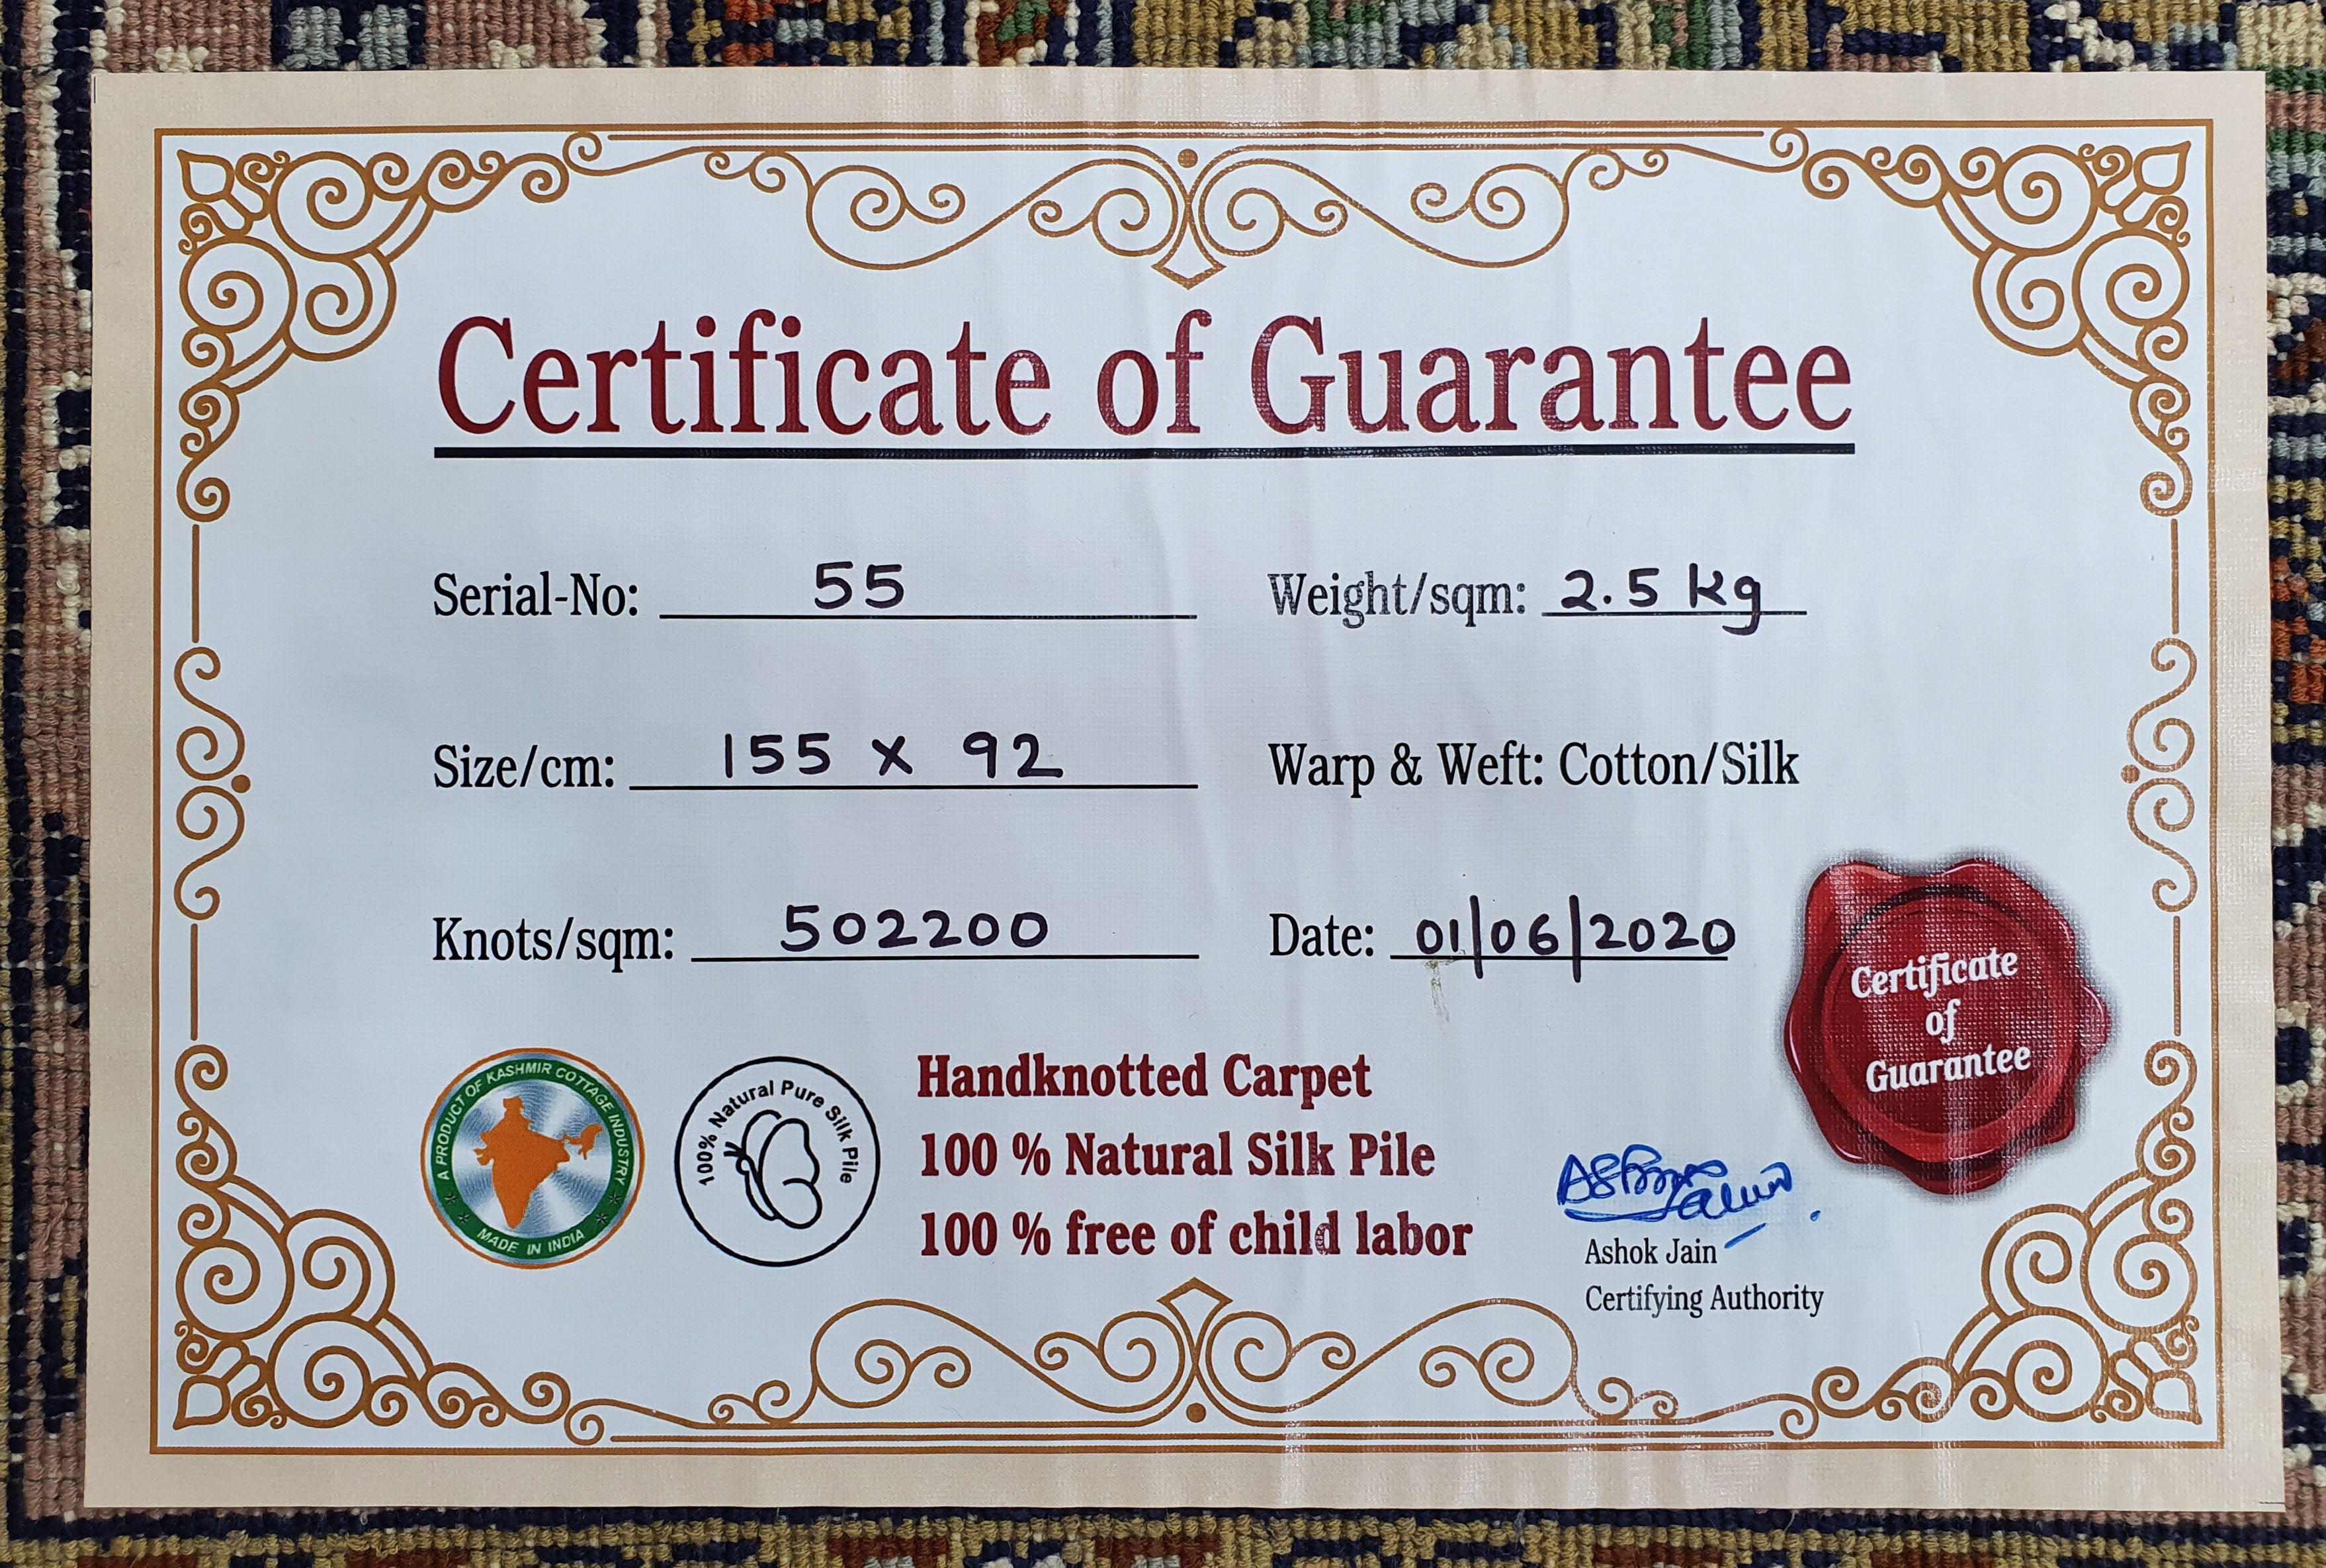 Certificate of Guarantee
Serial-No: 55
Weight/sqm: 2.5 kg
Size/cm: 155 x 92
Warp & Weft: Cotton/Silk
Knots/sqm: 502200
Date: 01/06/2020
Certificate
of
Guarantee
A PRODUCT OF KASHMIR COTTAGE INDUSTRY
MADE IN INDIA
100% Natural Pure Silk Pile
Handknotted Carpet
100 % Natural Silk Pile
100 % free of child labor
Ashok Jain
Certifying Authority